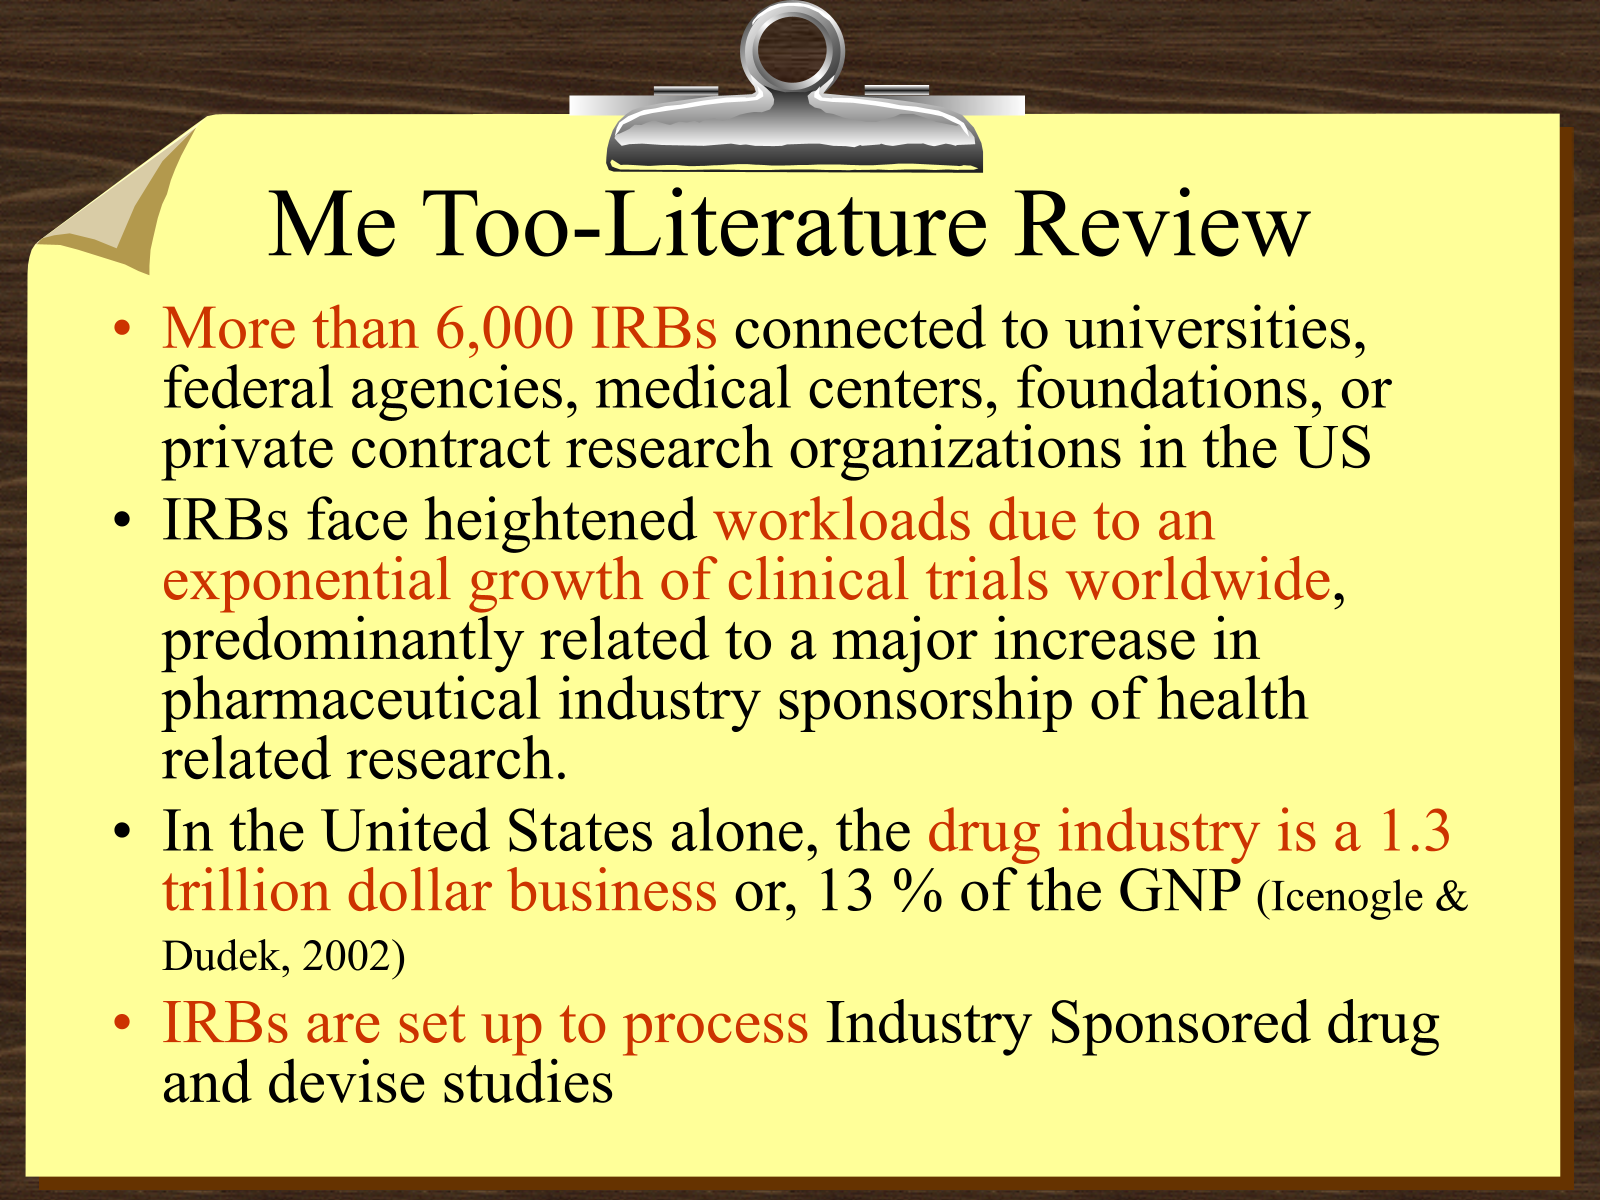 Me Too-Literature Review
• More than 6,000 IRBs connected to universities,
federal agencies, medical centers, foundations, or
private contract research organizations in the US
• IRBs face heightened workloads due to an
exponential growth of clinical trials worldwide,
predominantly related to a major increase in
pharmaceutical industry sponsorship of health
related research.
• In the United States alone, the drug industry is a 1.3
trillion dollar business or, 13 % of the GNP (Icenogle &
Dudek, 2002)
• IRBs are set up to process Industry Sponsored drug
and devise studies